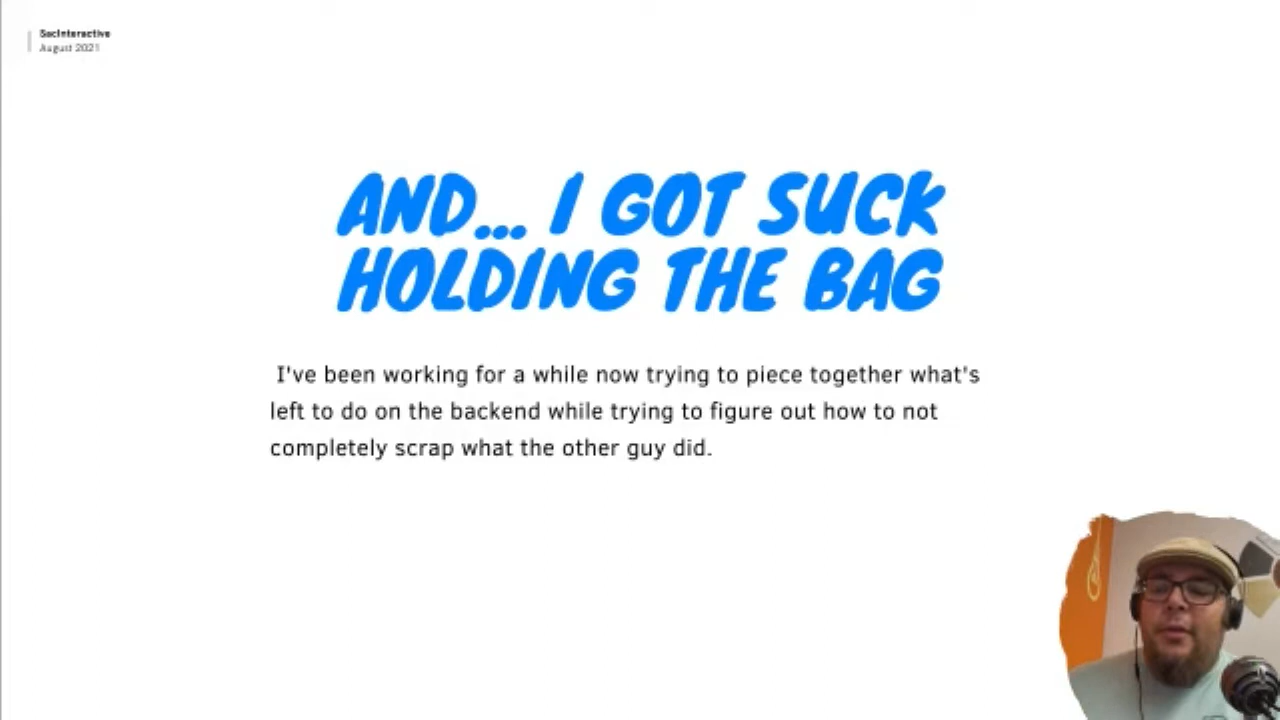 SacInteractive
August 2021
AND... I GOT SUCK
HOLDING THE BAG
I've been working for a while now trying to piece together what's
left to do on the backend while trying to figure out how to not
completely scrap what the other guy did.